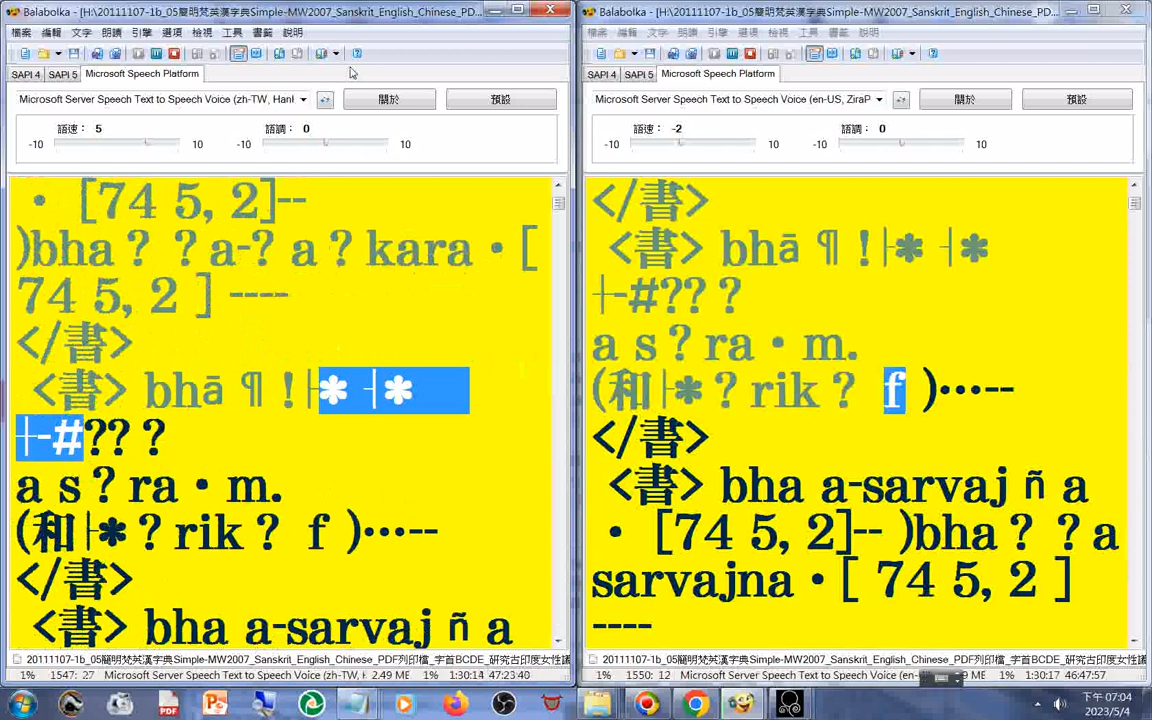 Balabolka - [H:\20111107-1b_05簡明梵英漢字典Simple-MW2007_Sanskrit_English_Chinese_PD...
檔案 編輯 文字 朗讀 引擎 選項 檢視 工具 書籤 說明
SAPI 4 SAPI 5 Microsoft Speech Platform
Microsoft Server Speech Text to Speech Voice (zh-TW, Hanl 關於 預設
語速： 5 語調： 0
-10 10 -10 10
• [74 5, 2]--
)bha ? ? a-? a ? kara • [
74 5, 2 ] ----
</書>
<書> bhā ¶ !├✽ ┤✽
┼-#?? ?
a s ? ra • m.
(和├✽ ? rik ? f )…--
</書>
<書> bha a-sarvaj ñ a
20111107-1b_05簡明梵英漢字典Simple-MW2007_Sanskrit_English_Chinese_PDF列印檔_字首BCDE_研究古印度女性議
1% 1547: 27 Microsoft Server Speech Text to Speech Voice (zh-TW, H 2.49 MB 1% 1:30:14 47:23:40
Balabolka - [H:\20111107-1b_05簡明梵英漢字典Simple-MW2007_Sanskrit_English_Chinese_PD...
檔案 編輯 文字 朗讀 引擎 選項 檢視 工具 書籤 說明
SAPI 4 SAPI 5 Microsoft Speech Platform
Microsoft Server Speech Text to Speech Voice (en-US, ZiraP 關於 預設
語速： -2 語調： 0
-10 10 -10 10
</書>
<書> bhā ¶ !├✽ ┤✽
┼-#?? ?
a s ? ra • m.
(和├✽ ? rik ? f )…--
</書>
<書> bha a-sarvaj ñ a
• [74 5, 2]-- )bha ? ? a
sarvajna • [ 74 5, 2 ]
----
20111107-1b_05簡明梵英漢字典Simple-MW2007_Sanskrit_English_Chinese_PDF列印檔_字首BCDE_研究古印度女性議
1% 1550: 12 Microsoft Server Speech Text to Speech Voice (en- 1% 1:30:17 46:47:57
下午 07:04
2023/5/4